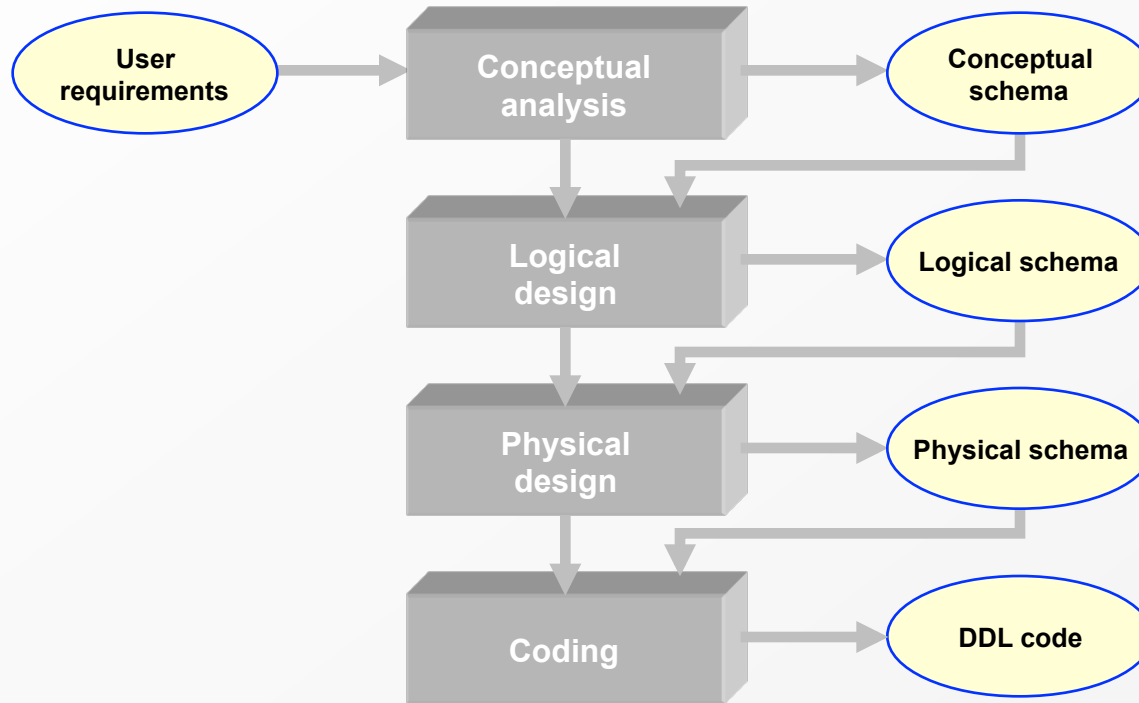 User
requirements
Conceptual
analysis
Conceptual
schema
Logical
design
Logical schema
Physical
design
Physical schema
Coding
DDL code